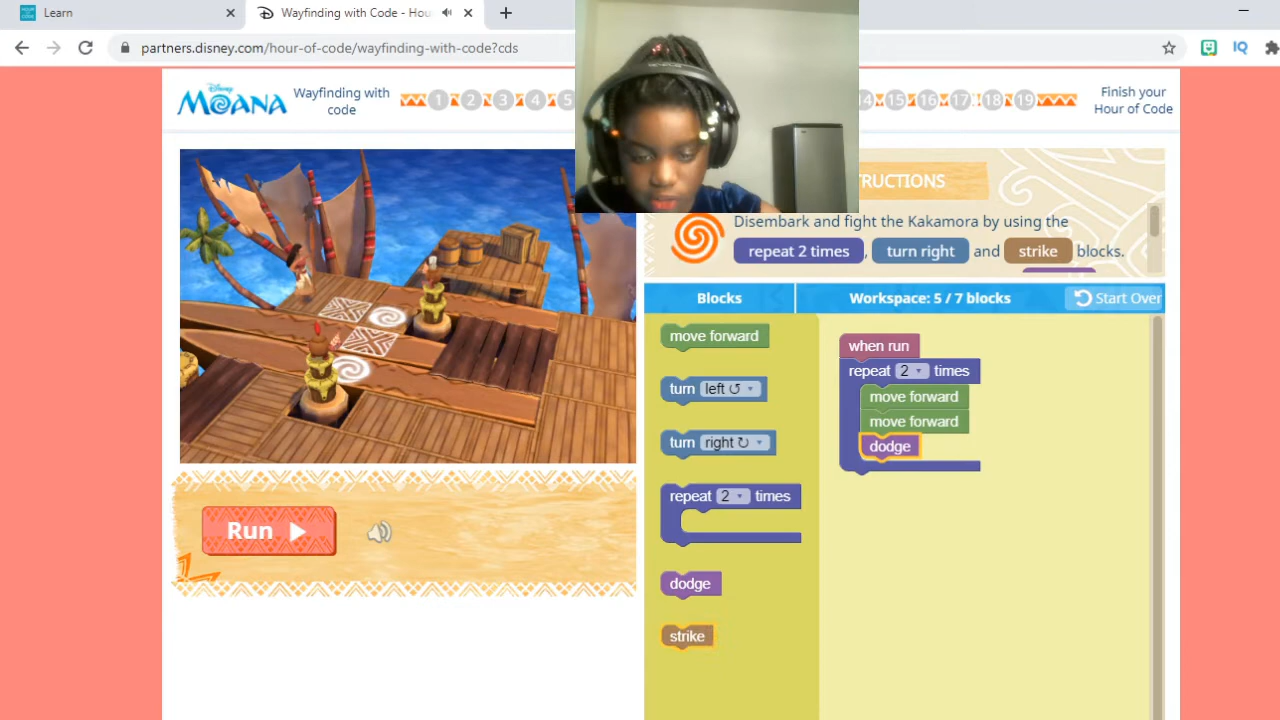 Learn
Wayfinding with Code - Hou
partners.disney.com/hour-of-code/wayfinding-with-code?cds
IQ
Disney
MOANA
Wayfinding with
code
1 2 3 4 5
14 15 16 17 18 19
Finish your
Hour of Code
RUCTIONS
Disembark and fight the Kakamora by using the
repeat 2 times , turn right and strike blocks.
Blocks
Workspace: 5 / 7 blocks
Start Over
move forward
turn left
turn right
repeat 2 times
dodge
strike
when run
repeat 2 times
move forward
move forward
dodge
Run